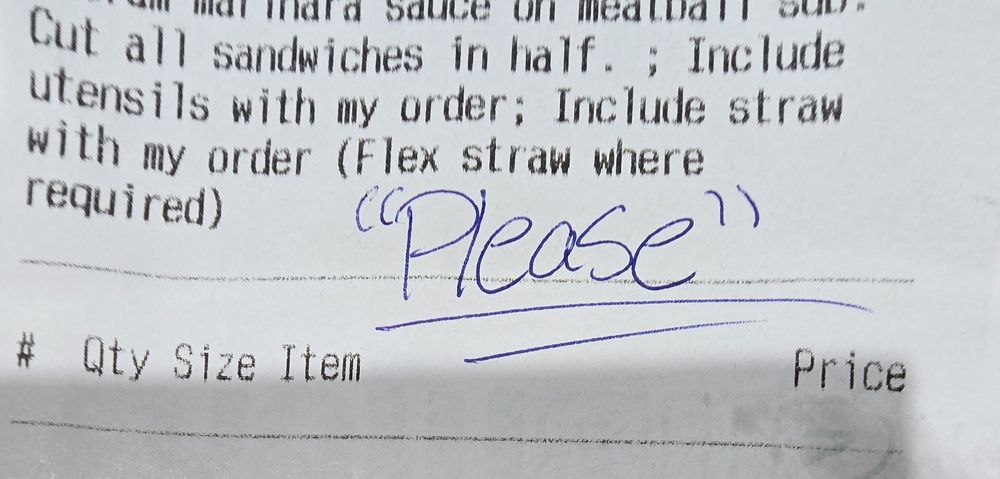 marinara sauce on meatball sub.
Cut all sandwiches in half. ; Include
utensils with my order; Include straw
with my order (Flex straw where
required)
"Please"
# Qty Size Item Price